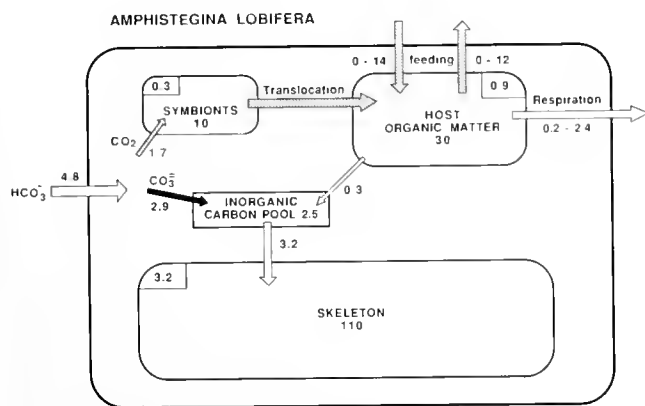 AMPHISTEGINA LOBIFERA
0 - 14 feeding 0 - 12
0.3
SYMBIONTS
10
Translocation
0 9
HOST
ORGANIC MATTER
30
Respiration
0.2 - 2.4
CO₂
1.7
4.8
HCO₃⁻
CO₃⁼
2.9
INORGANIC
CARBON POOL 2.5
0 3
3.2
3.2
SKELETON
110